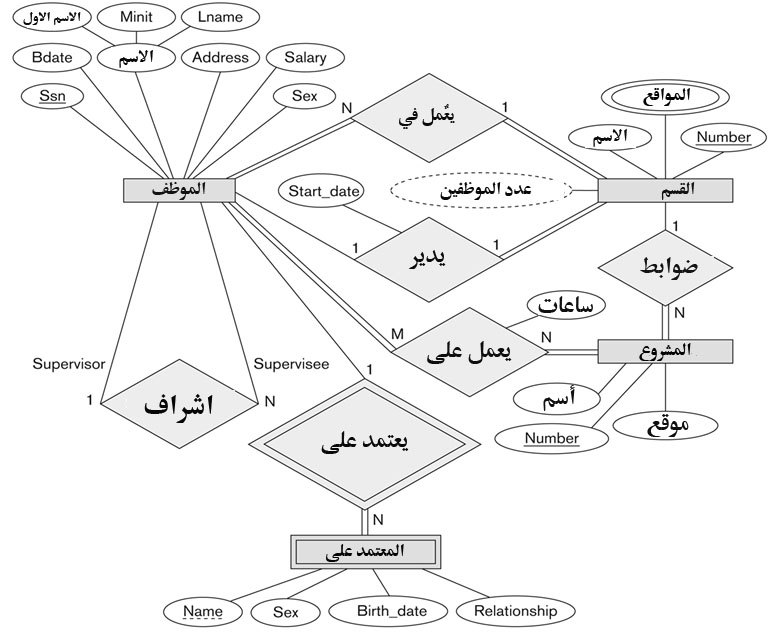 الاسم الاول
Minit
Lname
Bdate
الاسم
Address
Salary
Ssn
Sex
N
يعٌمل في
1
المواقع
الاسم
Number
الموظف
Start_date
عدد الموظفين
القسم
1
يدير
1
1
ضوابط
N
ساعات
M
يعمل على
N
المشروع
Supervisor
Supervisee
1
اشراف
N
1
أسم
Number
موقع
يعتمد على
N
المعتمد على
Name
Sex
Birth_date
Relationship